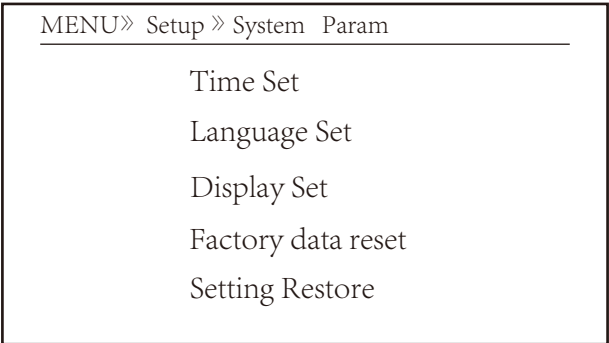 MENU» Setup » System Param
Time Set
Language Set
Display Set
Factory data reset
Setting Restore